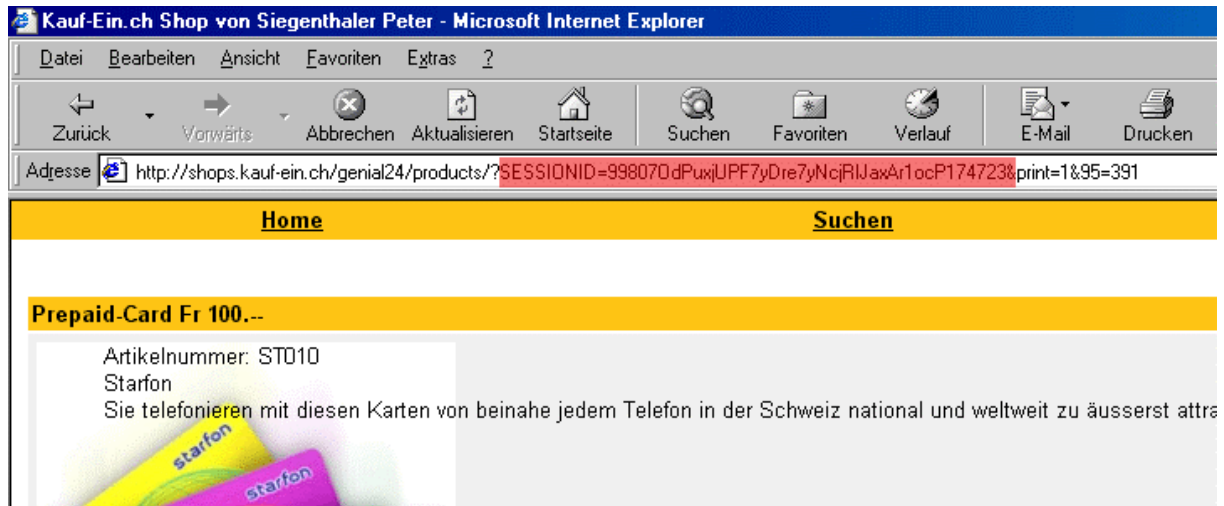 Kauf-Ein.ch Shop von Siegenthaler Peter - Microsoft Internet Explorer
Datei Bearbeiten Ansicht Favoriten Extras ?
Zurück Vorwärts Abbrechen Aktualisieren Startseite Suchen Favoriten Verlauf E-Mail Drucken
Adresse http://shops.kauf-ein.ch/genial24/products/?SESSIONID=99807OdPuxjUPF7yDre7yNcjRIJaxAr1ocP174723&print=1&95=391
Home Suchen
Prepaid-Card Fr 100.--
Artikelnummer: ST010
Starfon
Sie telefonieren mit diesen Karten von beinahe jedem Telefon in der Schweiz national und weltweit zu äusserst attra
starfon
starfon